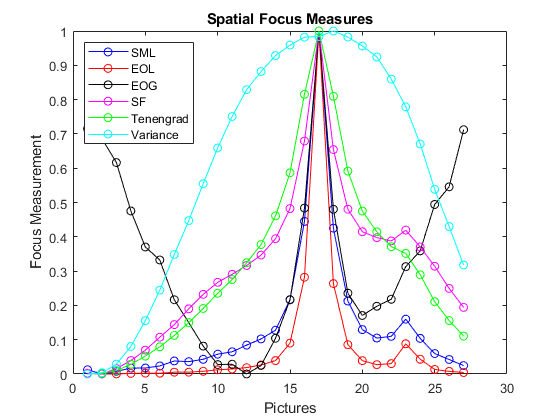 Spatial Focus Measures
1
0.9
0.8
0.7
0.6
0.5
0.4
0.3
0.2
0.1
0
Focus Measurement
SML
EOL
EOG
SF
Tenengrad
Variance
0 5 10 15 20 25 30
Pictures